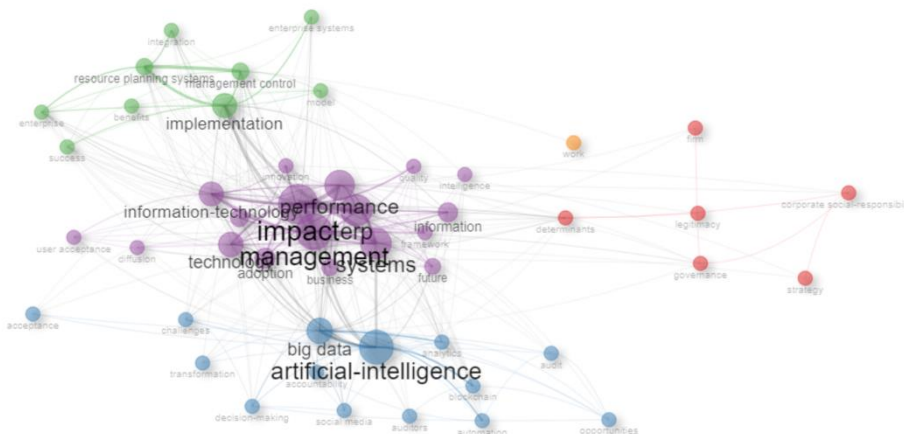 enterprise systems
integration
resource planning systems
management control
model
enterprise
benefits
implementation
success
work
firm
innovation
quality
intelligence
corporate social-responsibi
information-technology
performance
information
determinants
legitimacy
impact
erp
framework
user acceptance
diffusion
technology
management
systems
adoption
business
future
governance
strategy
acceptance
challenges
big data
analytics
audit
transformation
artificial-intelligence
accountability
blockchain
decision-making
social media
auditors
automation
opportunities